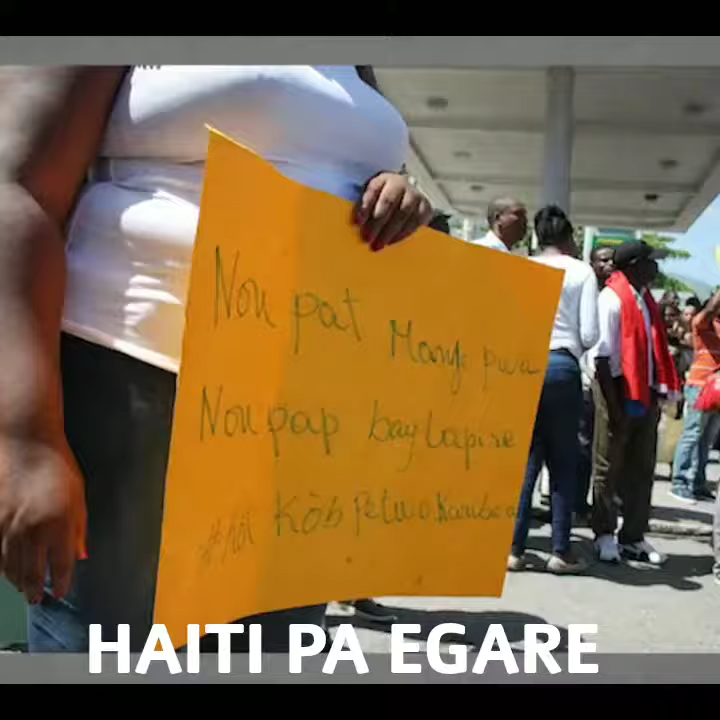 Nou pat Manje pwa
Nou pap bay lapire
Kòb Petwo Karibe a
HAITI PA EGARE